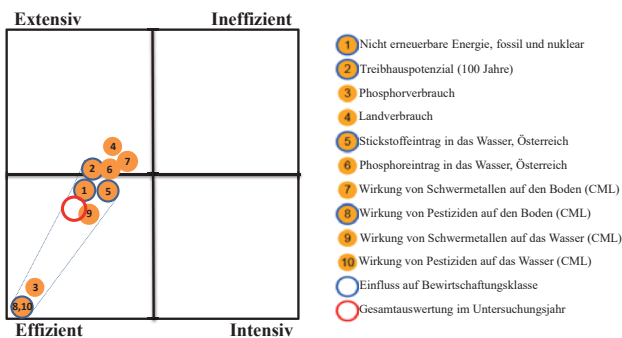 Extensiv
Ineffizient
4
7
2
6
1
5
9
3
8,10
Effizient
Intensiv
1 Nicht erneuerbare Energie, fossil und nuklear
2 Treibhauspotenzial (100 Jahre)
3 Phosphorverbrauch
4 Landverbrauch
5 Stickstoffeintrag in das Wasser, Österreich
6 Phosphoreintrag in das Wasser, Österreich
7 Wirkung von Schwermetallen auf den Boden (CML)
8 Wirkung von Pestiziden auf den Boden (CML)
9 Wirkung von Schwermetallen auf das Wasser (CML)
10 Wirkung von Pestiziden auf das Wasser (CML)
Einfluss auf Bewirtschaftungsklasse
Gesamtauswertung im Untersuchungsjahr